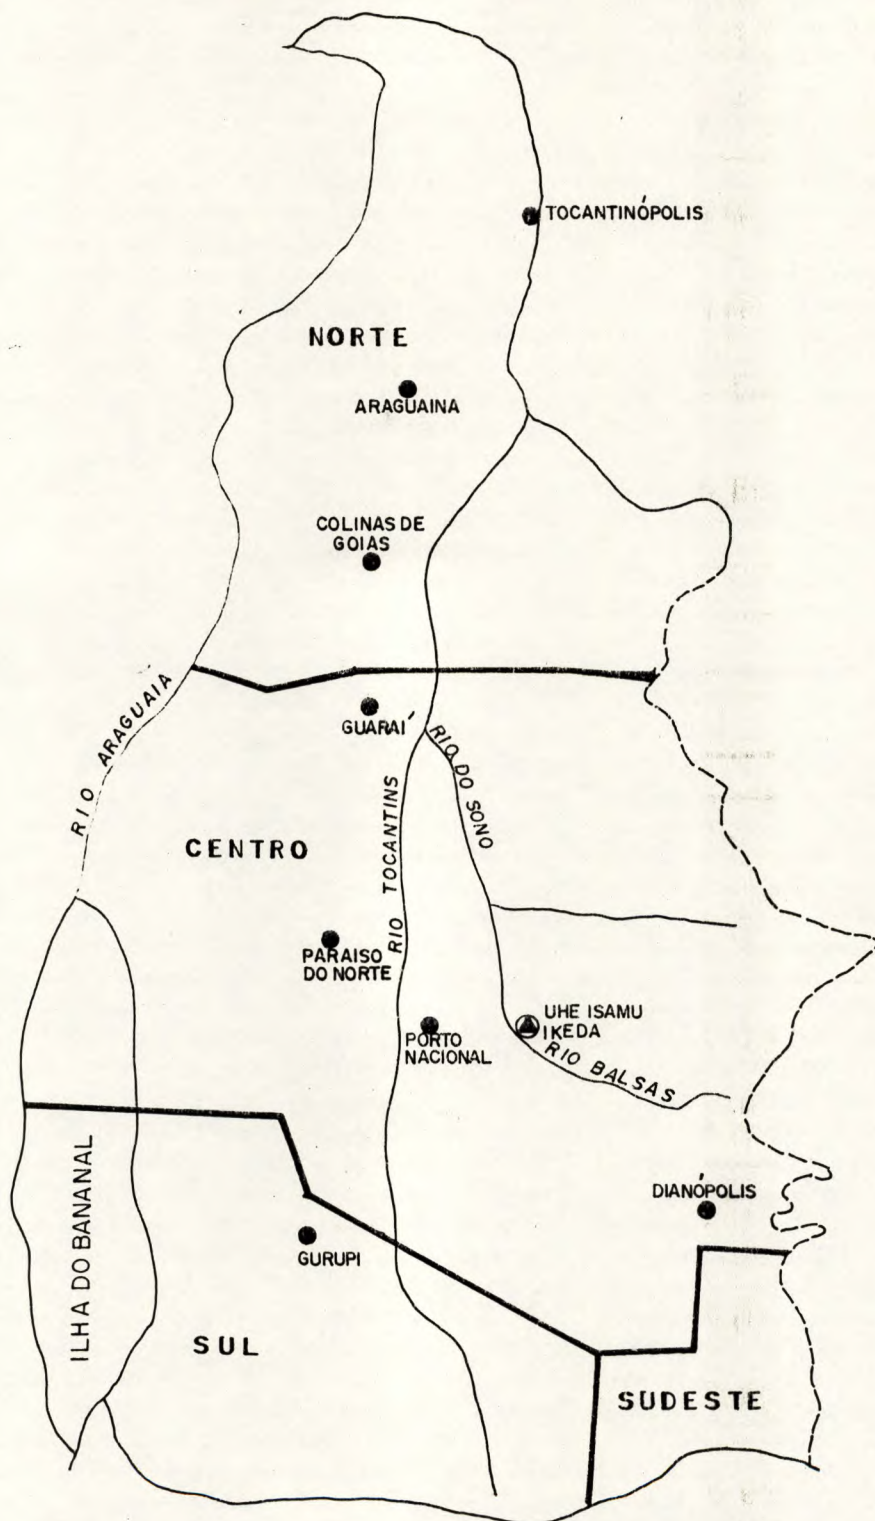 TOCANTINÓPOLIS
NORTE
ARAGUAINA
COLINAS DE
GOIAS
RIO ARAGUAIA
GUARAÍ
RIO DO SONO
RIO TOCANTINS
CENTRO
PARAISO
DO NORTE
PORTO
NACIONAL
UHE ISAMU
IKEDA
RIO BALSAS
ILHA DO BANANAL
DIANÓPOLIS
GURUPI
SUL
SUDESTE